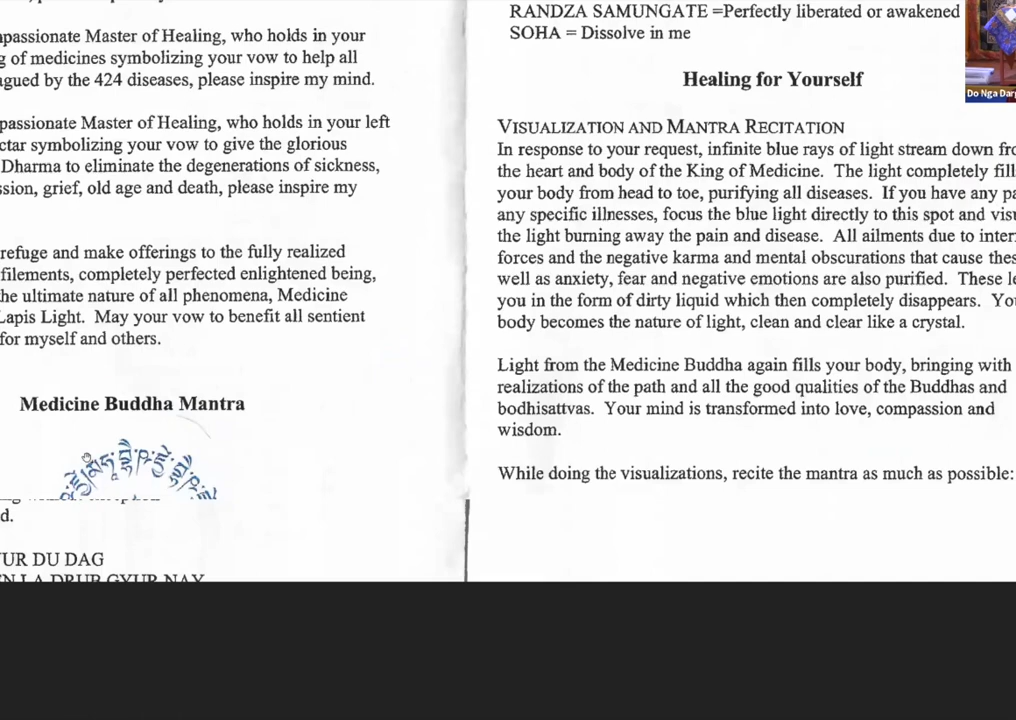 passionate Master of Healing, who holds in your
g of medicines symbolizing your vow to help all
gued by the 424 diseases, please inspire my mind.
passionate Master of Healing, who holds in your left
ctar symbolizing your vow to give the glorious
Dharma to eliminate the degenerations of sickness,
ssion, grief, old age and death, please inspire my
refuge and make offerings to the fully realized
filements, completely perfected enlightened being,
he ultimate nature of all phenomena, Medicine
Lapis Light. May your vow to benefit all sentient
for myself and others.
Medicine Buddha Mantra
d.
UR DU DAG
EN LA DRUB GYUR NAY
RANDZA SAMUNGATE =Perfectly liberated or awakened
SOHA = Dissolve in me
Healing for Yourself
VISUALIZATION AND MANTRA RECITATION
In response to your request, infinite blue rays of light stream down fro
the heart and body of the King of Medicine. The light completely fill
your body from head to toe, purifying all diseases. If you have any pa
any specific illnesses, focus the blue light directly to this spot and visu
the light burning away the pain and disease. All ailments due to inter
forces and the negative karma and mental obscurations that cause thes
well as anxiety, fear and negative emotions are also purified. These le
you in the form of dirty liquid which then completely disappears. You
body becomes the nature of light, clean and clear like a crystal.
Light from the Medicine Buddha again fills your body, bringing with
realizations of the path and all the good qualities of the Buddhas and
bodhisattvas. Your mind is transformed into love, compassion and
wisdom.
While doing the visualizations, recite the mantra as much as possible:
Do Nga Darg